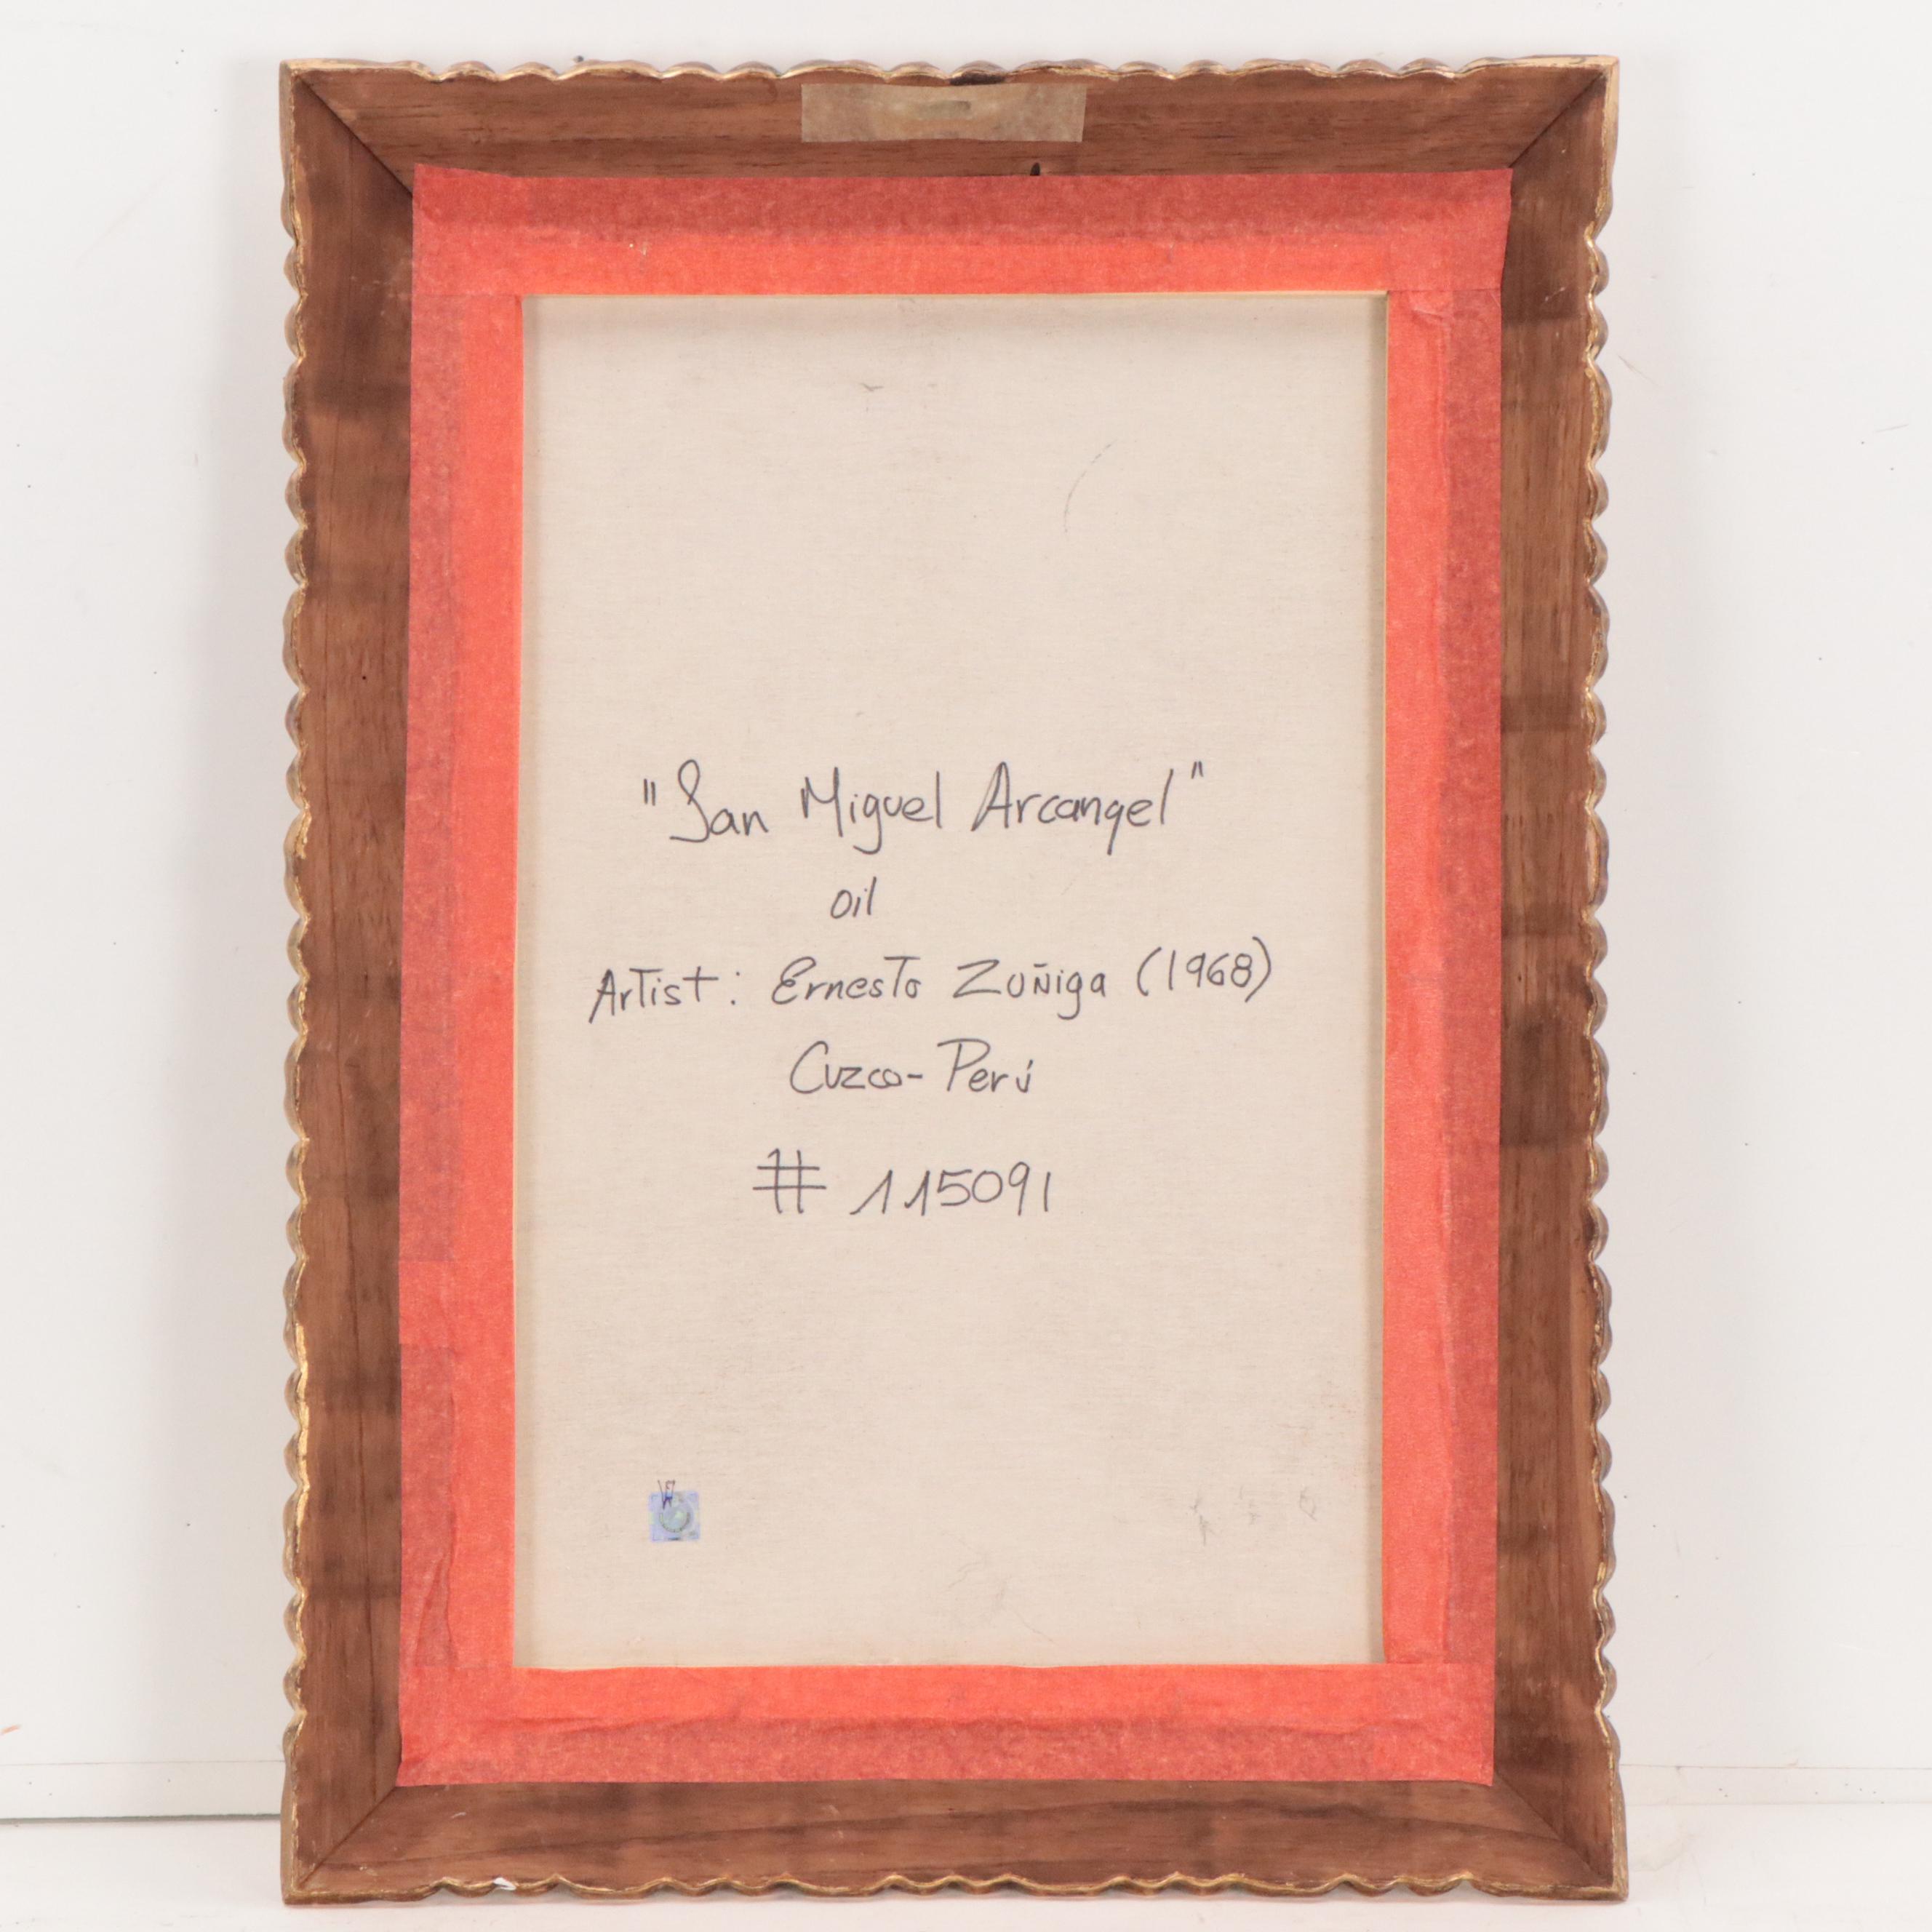 "San Miguel Arcangel"
oil
Artist: Ernesto Zuñiga (1968)
Cuzco-Perú
# 115091